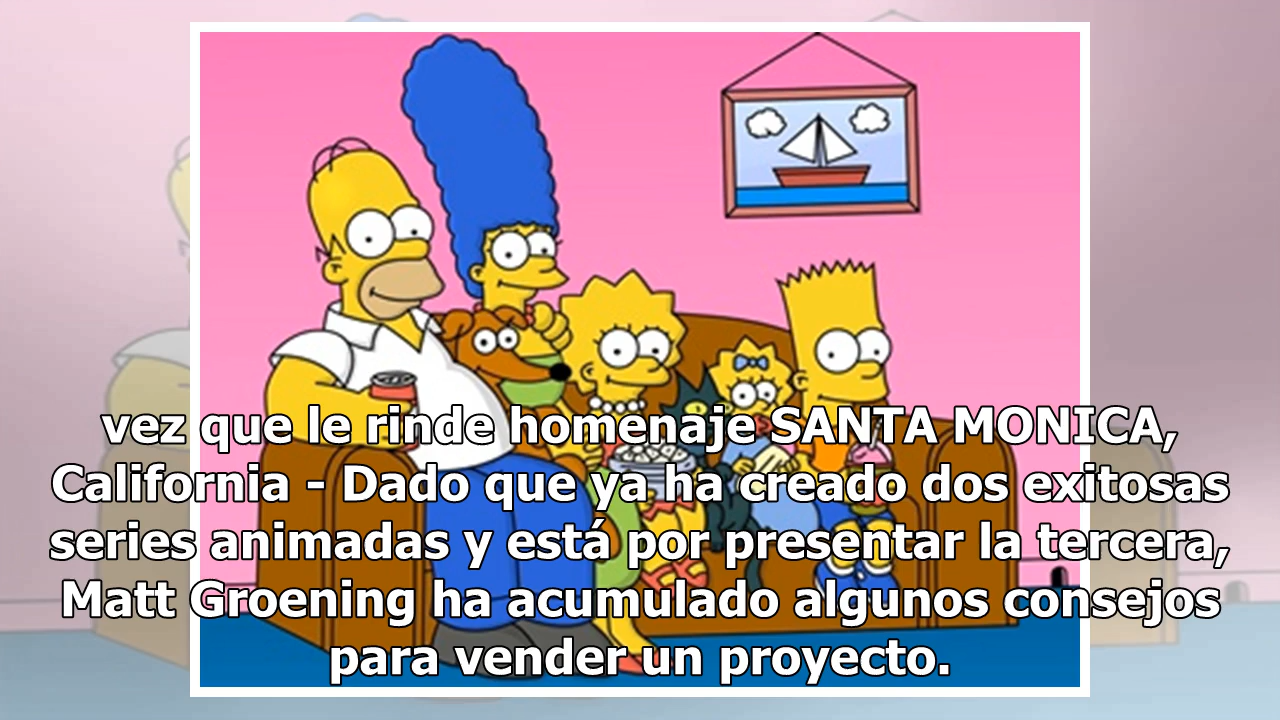 vez que le rinde homenaje SANTA MONICA,
California - Dado que ya ha creado dos exitosas
series animadas y está por presentar la tercera,
Matt Groening ha acumulado algunos consejos
para vender un proyecto.